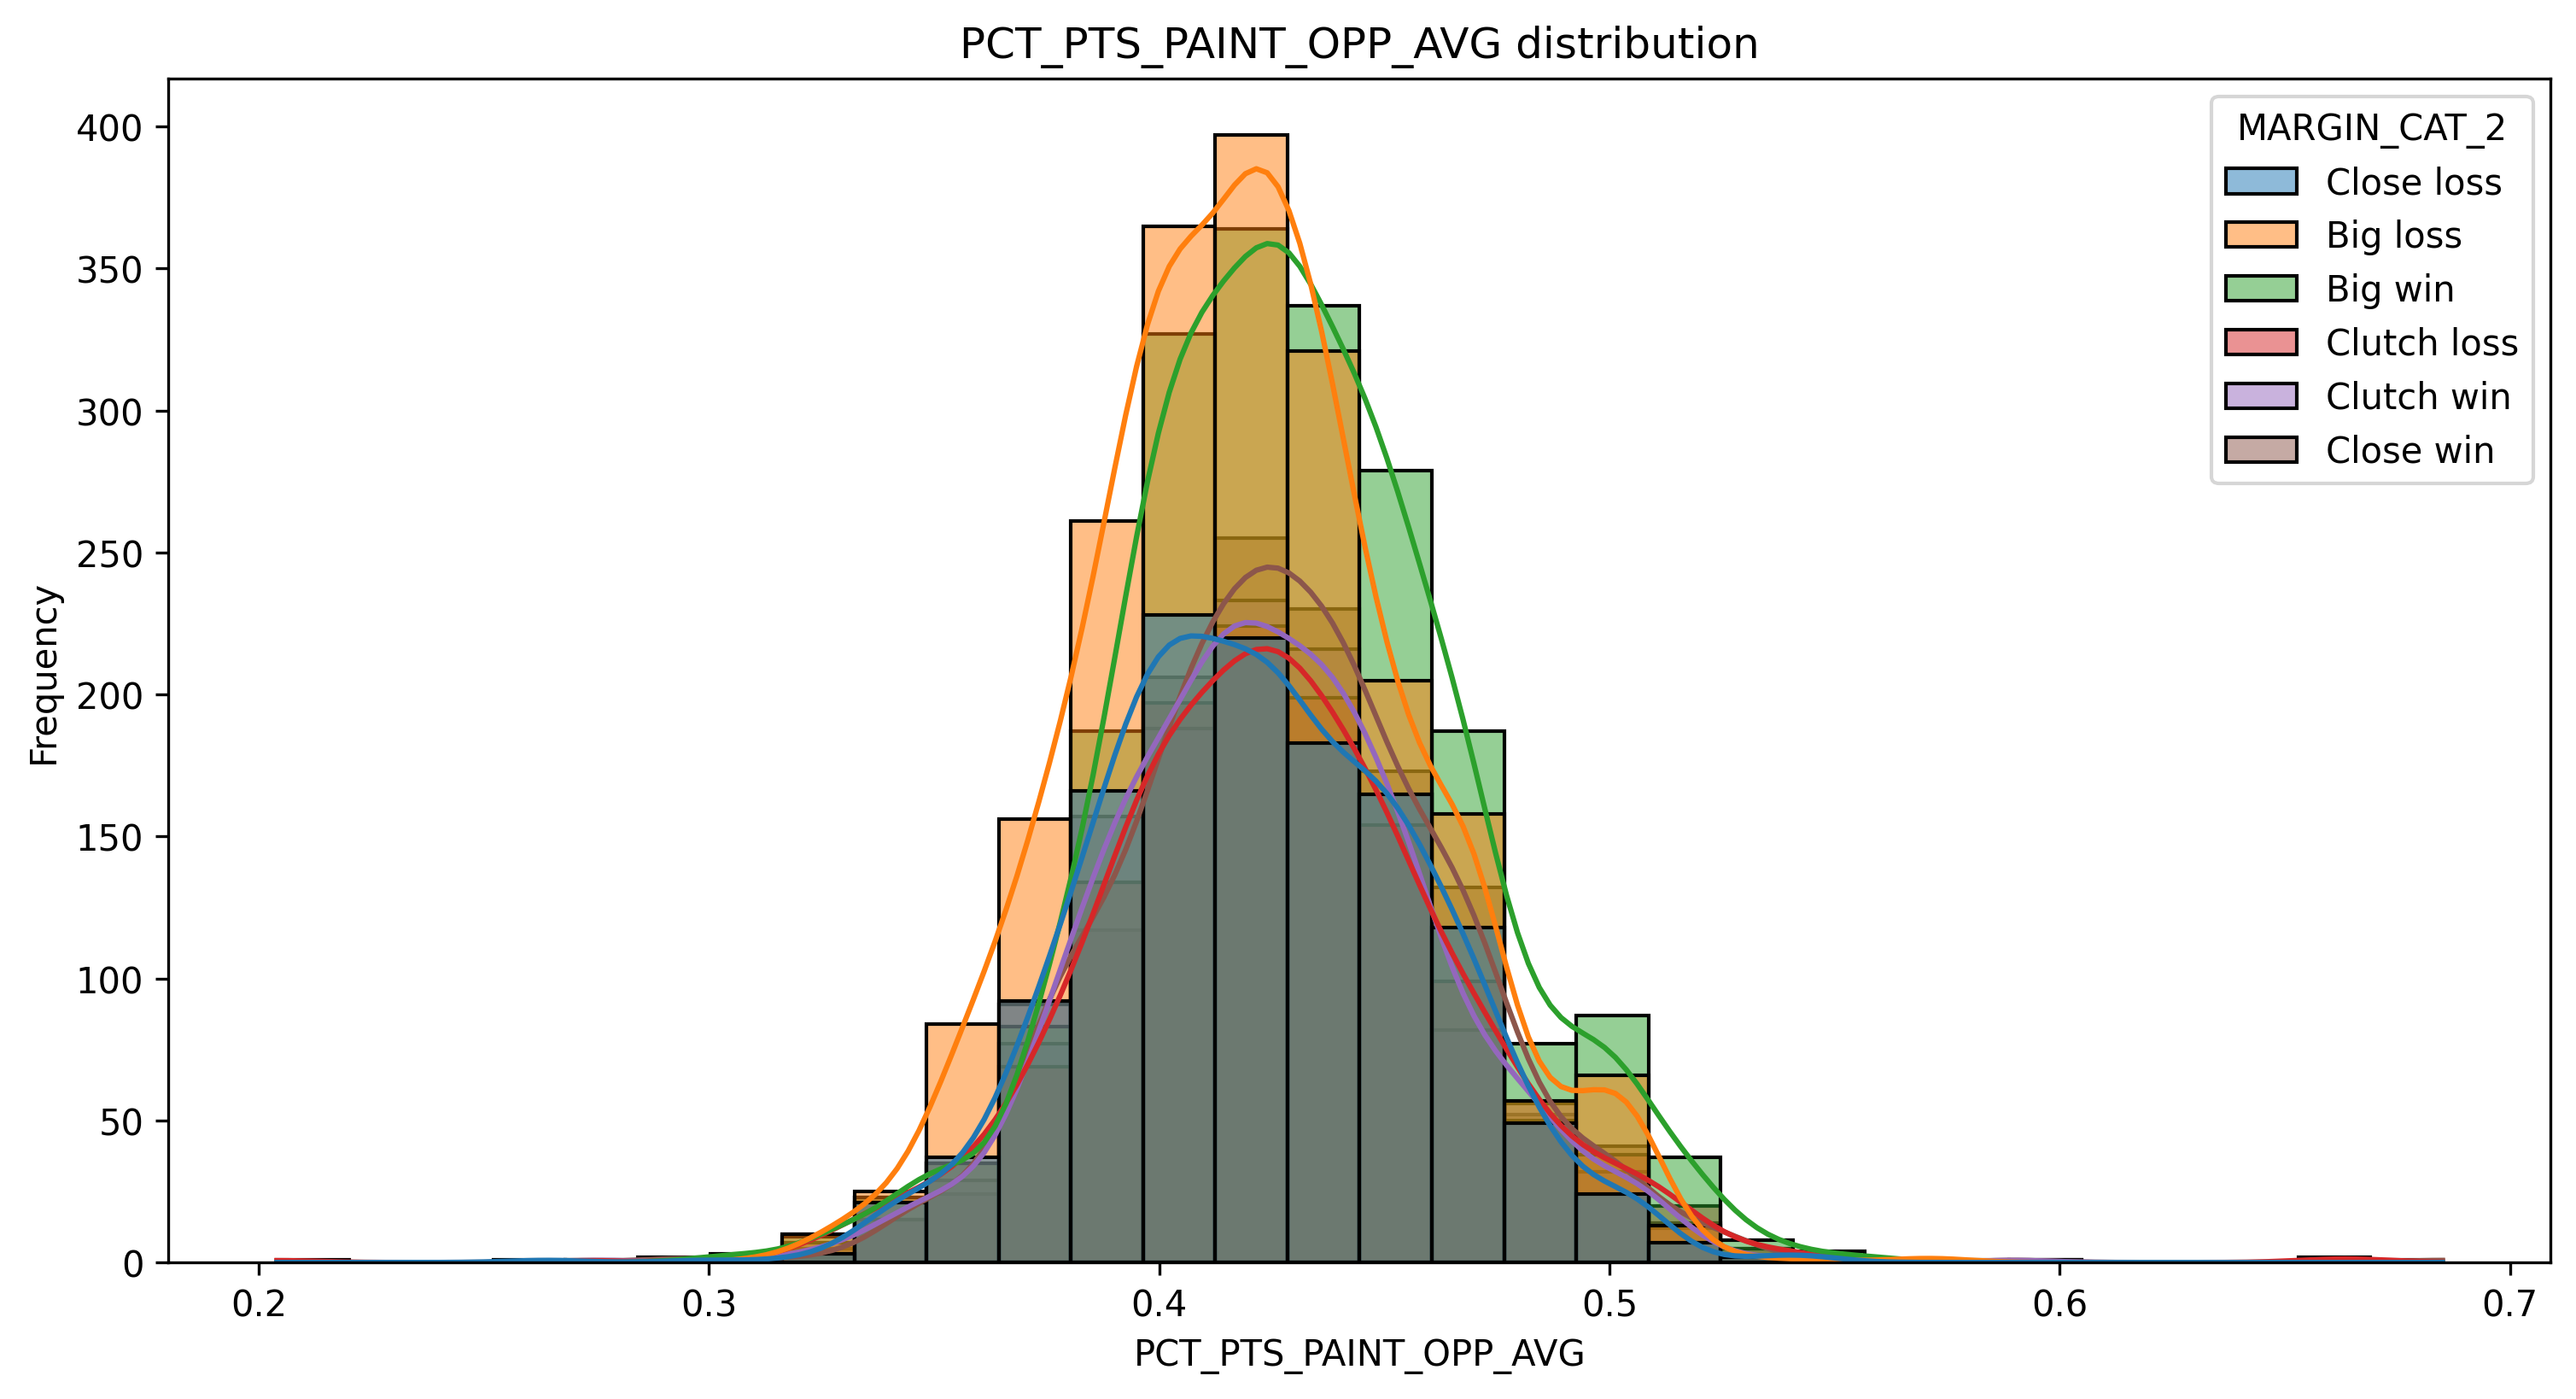 PCT_PTS_PAINT_OPP_AVG distribution
MARGIN_CAT_2
Close loss
Big loss
Big win
Clutch loss
Clutch win
Close win
Frequency
400
350
300
250
200
150
100
50
0
0.2 0.3 0.4 0.5 0.6 0.7
PCT_PTS_PAINT_OPP_AVG